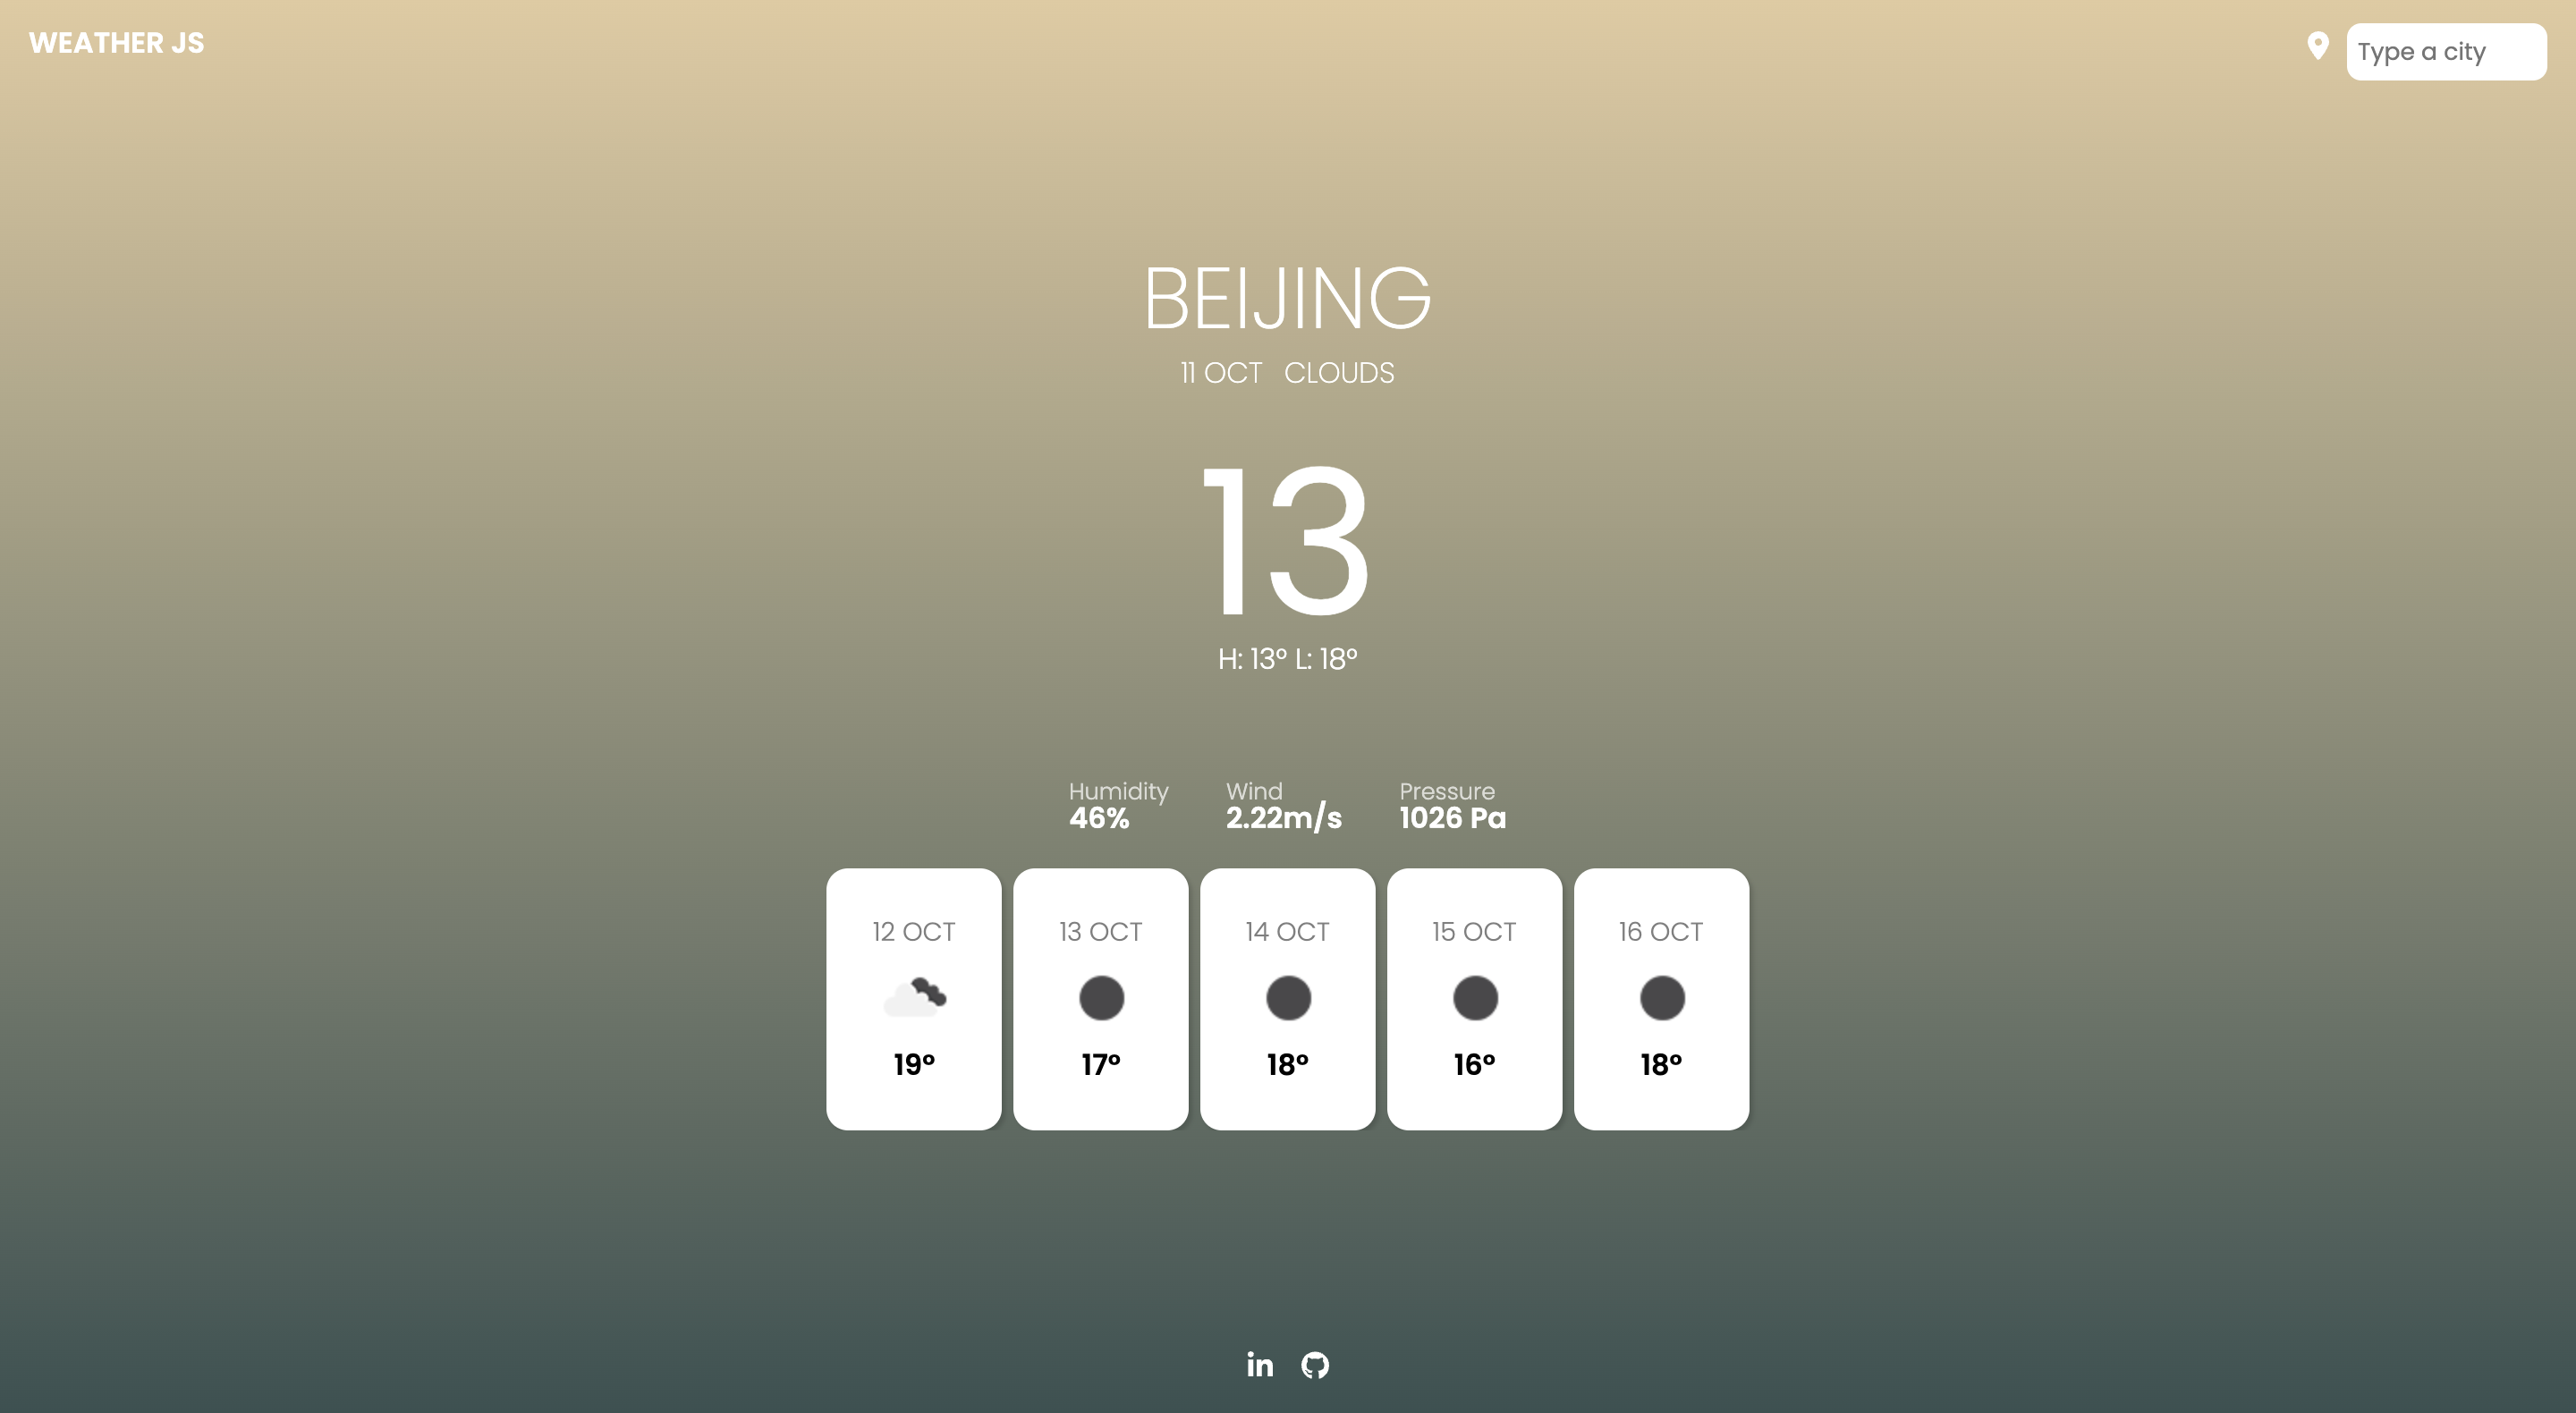 WEATHER JS
Type a city
BEIJING
11 OCT CLOUDS
13
H: 13° L: 18°
Humidity Wind Pressure
46% 2.22m/s 1026 Pa
12 OCT 13 OCT 14 OCT 15 OCT 16 OCT
19° 17° 18° 16° 18°
in